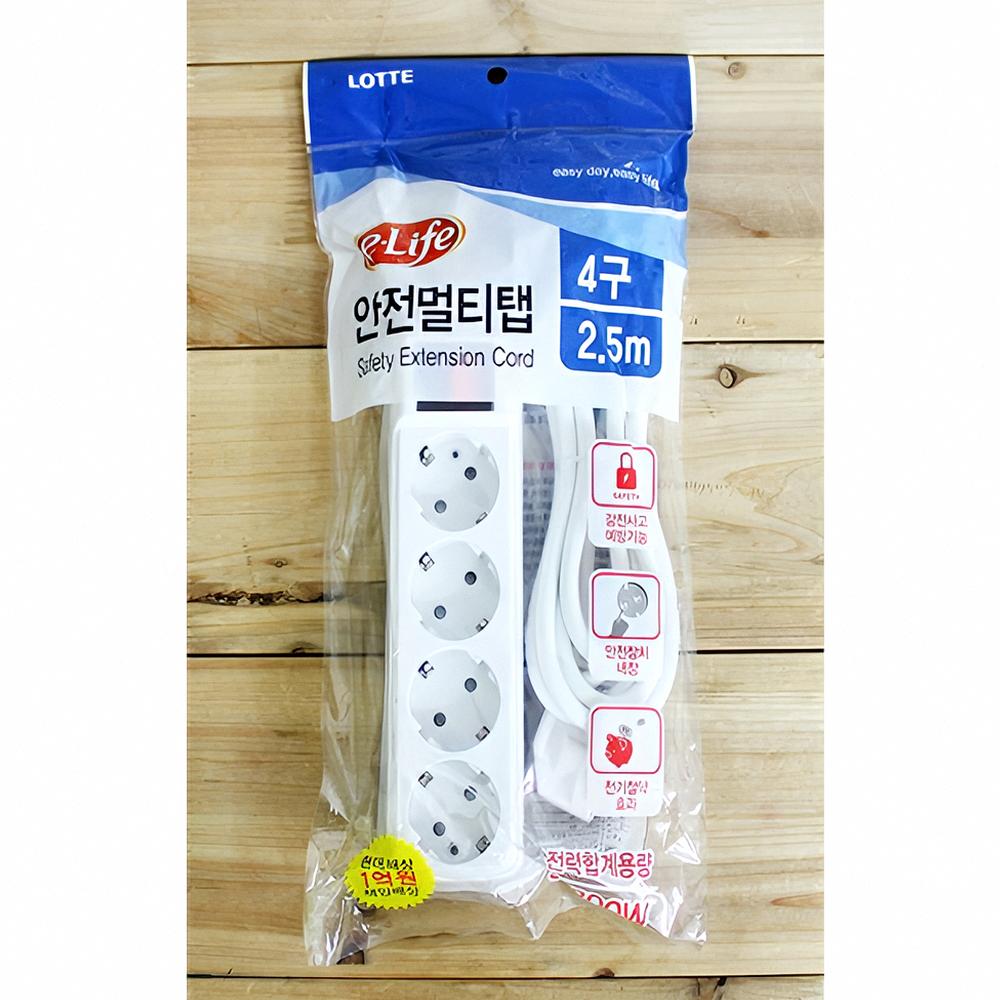 LOTTE
easy day, easy life
e·Life
안전멀티탭
Safety Extension Cord
4구
2.5m
SAFETY
감전사고
예방기능
안전장치
내장
전기절약
효과
1억원
전력합계용량